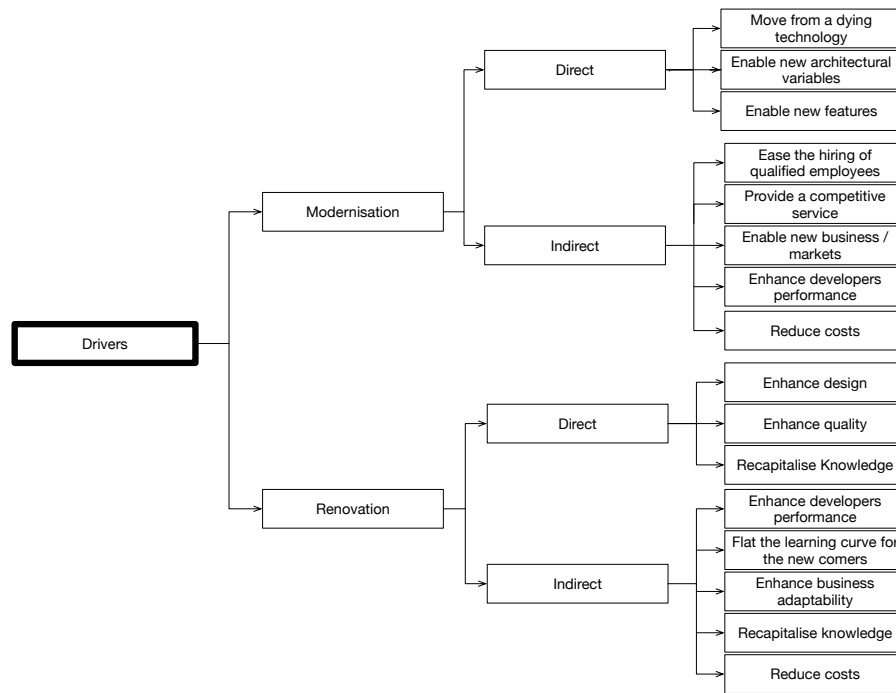 Move from a dying
technology
Direct
Enable new architectural
variables
Enable new features
Ease the hiring of
qualified employees
Modernisation
Provide a competitive
service
Indirect
Enable new business /
markets
Enhance developers
performance
Drivers
Reduce costs
Enhance design
Direct
Enhance quality
Recapitalise Knowledge
Renovation
Enhance developers
performance
Flat the learning curve for
the new comers
Indirect
Enhance business
adaptability
Recapitalise knowledge
Reduce costs